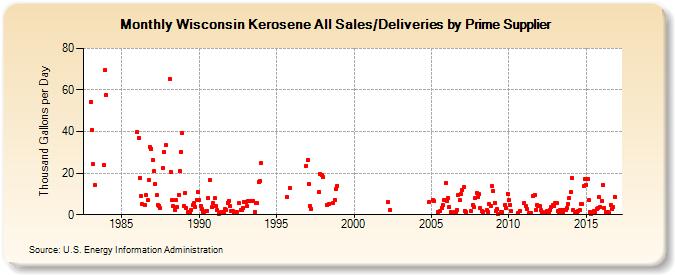 Monthly Wisconsin Kerosene All Sales/Deliveries by Prime Supplier
Thousand Gallons per Day
80
60
40
20
0
1985 1990 1995 2000 2005 2010 2015
Source: U.S. Energy Information Administration